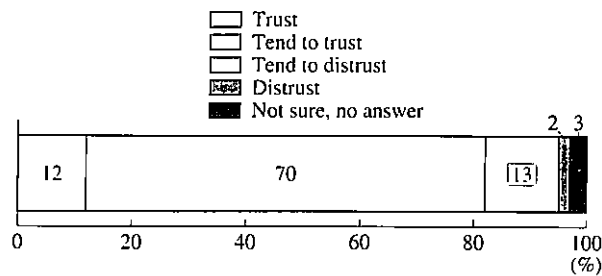 Trust
Tend to trust
Tend to distrust
Distrust
Not sure, no answer
2 3
12 70 13
0 20 40 60 80 100
(%)